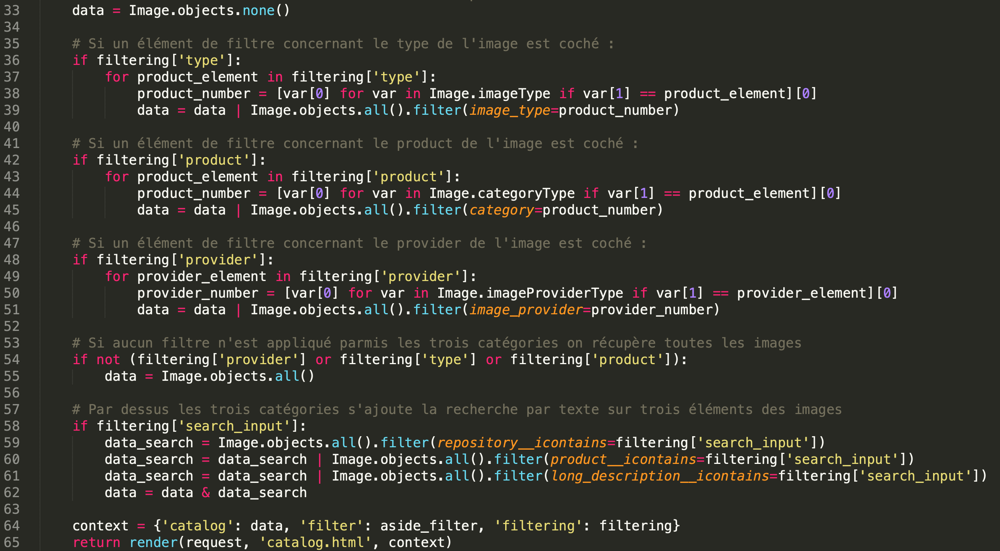 33 data = Image.objects.none()
34
35 # Si un élément de filtre concernant le type de l'image est coché :
36 if filtering['type']:
37 for product_element in filtering['type']:
38 product_number = [var[0] for var in Image.imageType if var[1] == product_element][0]
39 data = data | Image.objects.all().filter(image_type=product_number)
40
41 # Si un élément de filtre concernant le product de l'image est coché :
42 if filtering['product']:
43 for product_element in filtering['product']:
44 product_number = [var[0] for var in Image.categoryType if var[1] == product_element][0]
45 data = data | Image.objects.all().filter(category=product_number)
46
47 # Si un élément de filtre concernant le provider de l'image est coché :
48 if filtering['provider']:
49 for provider_element in filtering['provider']:
50 provider_number = [var[0] for var in Image.imageProviderType if var[1] == provider_element][0]
51 data = data | Image.objects.all().filter(image_provider=provider_number)
52
53 # Si aucun filtre n'est appliqué parmis les trois catégories on récupère toutes les images
54 if not (filtering['provider'] or filtering['type'] or filtering['product']):
55 data = Image.objects.all()
56
57 # Par dessus les trois catégories s'ajoute la recherche par texte sur trois éléments des images
58 if filtering['search_input']:
59 data_search = Image.objects.all().filter(repository__icontains=filtering['search_input'])
60 data_search = data_search | Image.objects.all().filter(product__icontains=filtering['search_input'])
61 data_search = data_search | Image.objects.all().filter(long_description__icontains=filtering['search_input'])
62 data = data & data_search
63
64 context = {'catalog': data, 'filter': aside_filter, 'filtering': filtering}
65 return render(request, 'catalog.html', context)